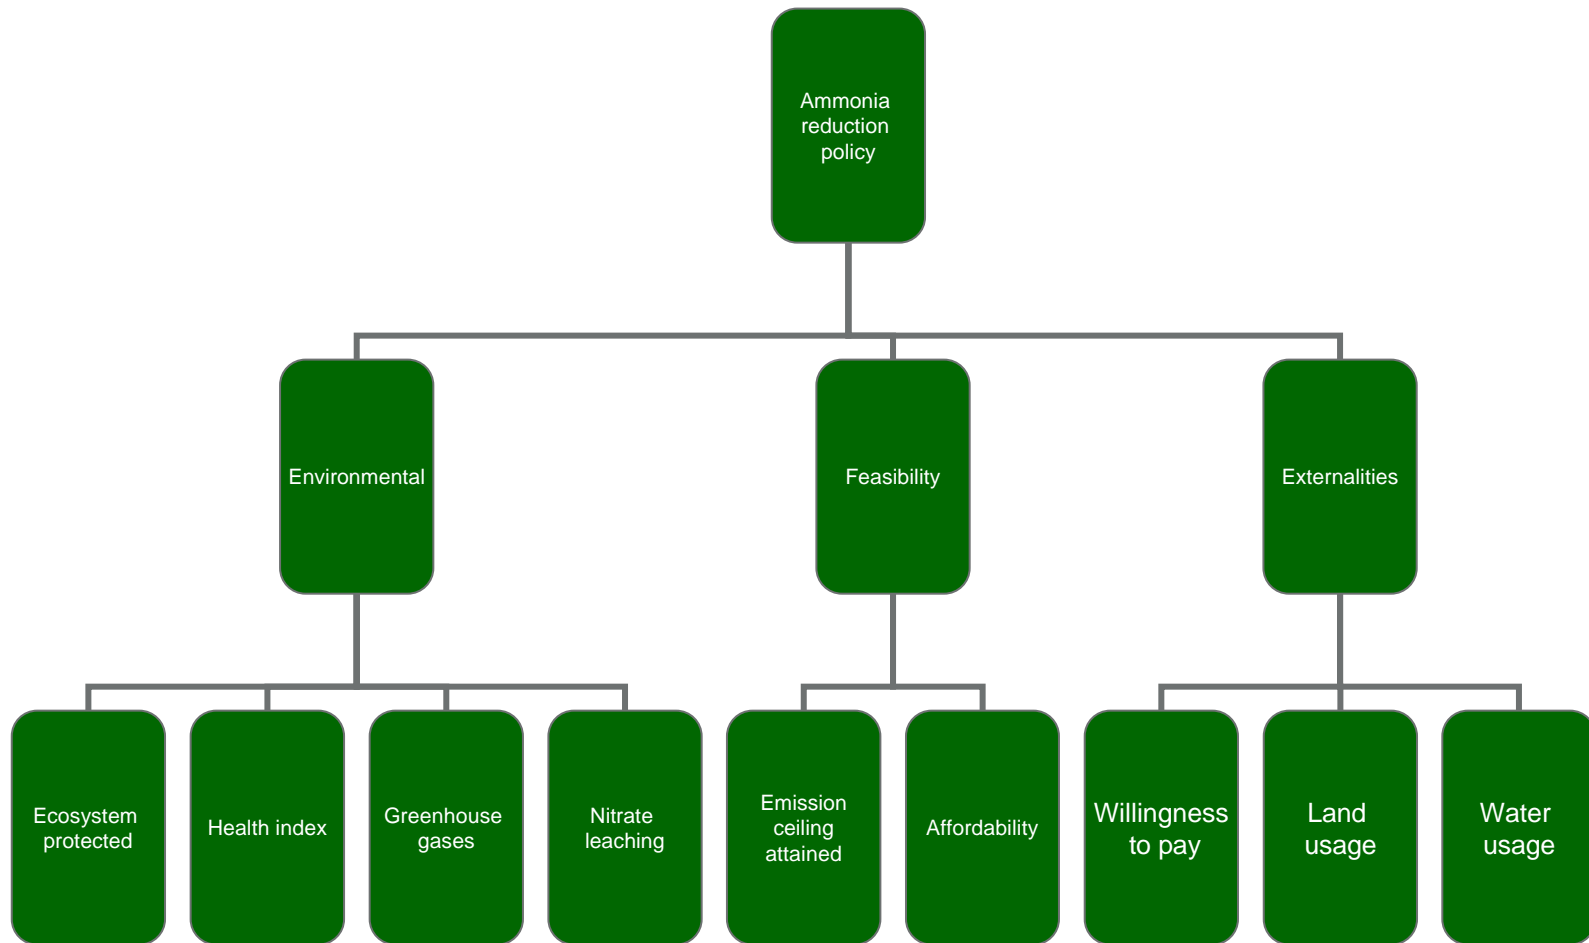 Ammonia
reduction
policy
Environmental
Feasibility
Externalities
Ecosystem
protected
Health index
Greenhouse
gases
Nitrate
leaching
Emission
ceiling
attained
Affordability
Willingness
to pay
Land
usage
Water
usage